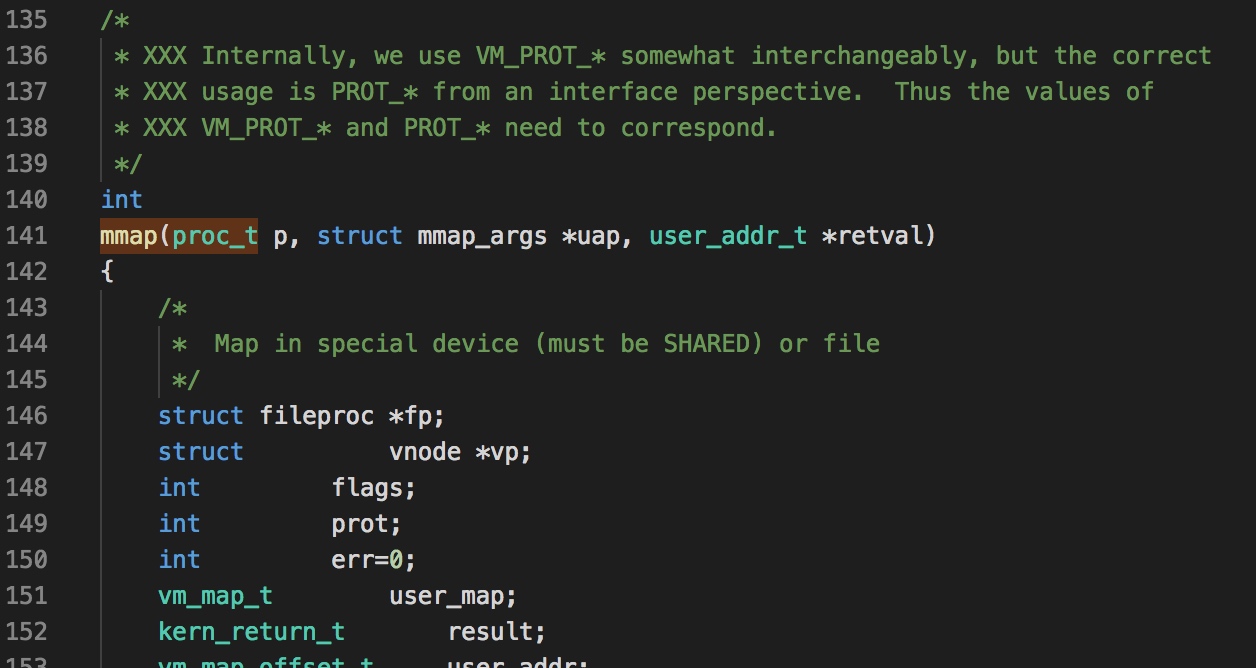 135 /*
136 * XXX Internally, we use VM_PROT_* somewhat interchangeably, but the correct
137 * XXX usage is PROT_* from an interface perspective.  Thus the values of
138 * XXX VM_PROT_* and PROT_* need to correspond.
139 */
140 int
141 mmap(proc_t p, struct mmap_args *uap, user_addr_t *retval)
142 {
143 /*
144 *  Map in special device (must be SHARED) or file
145 */
146 struct fileproc *fp;
147 struct vnode *vp;
148 int flags;
149 int prot;
150 int err=0;
151 vm_map_t user_map;
152 kern_return_t result;
153 vm_map_offset_t user_addr;